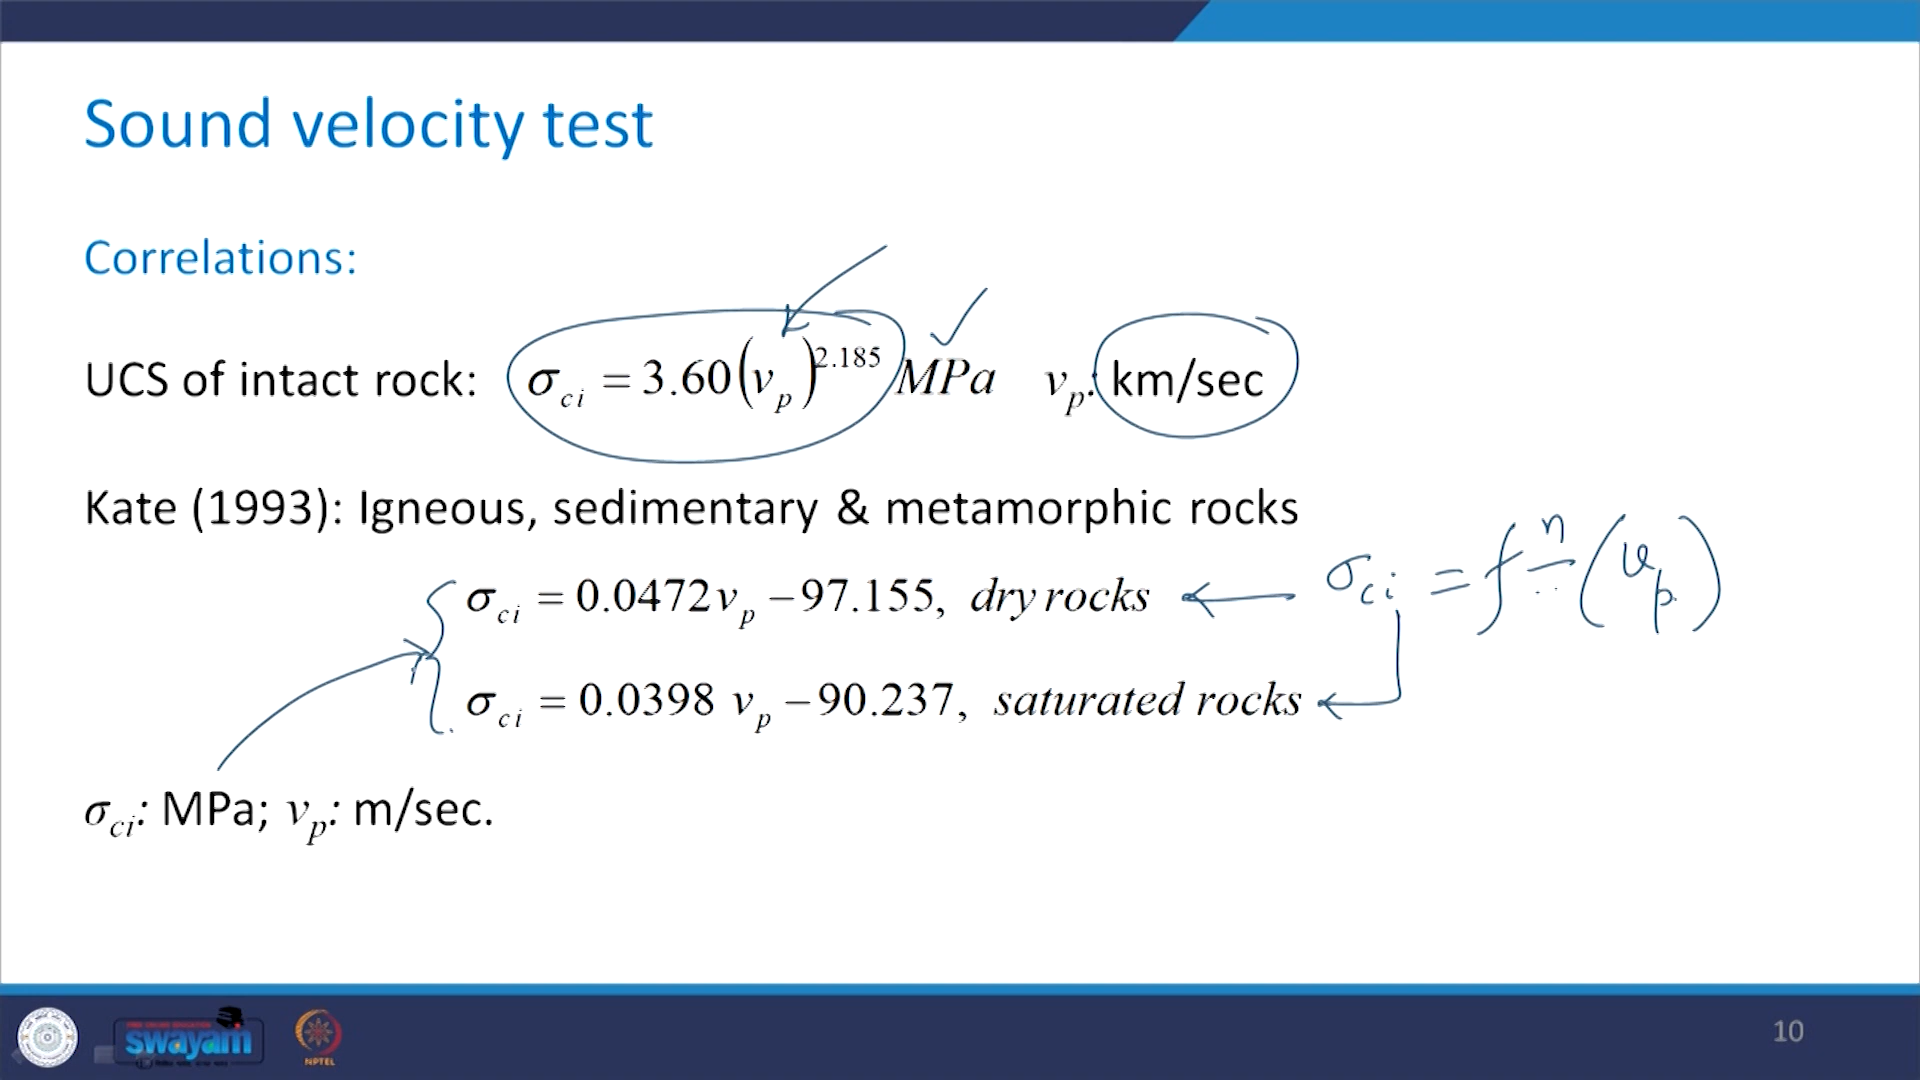 Sound velocity test
Correlations:
UCS of intact rock: σci = 3.60(vp)^2.185 MPa vp: km/sec
Kate (1993): Igneous, sedimentary & metamorphic rocks
σci = 0.0472vp − 97.155, dry rocks
σci = f^n (vp)
σci = 0.0398 vp − 90.237, saturated rocks
σci: MPa; vp: m/sec.
swayam
NPTEL
10